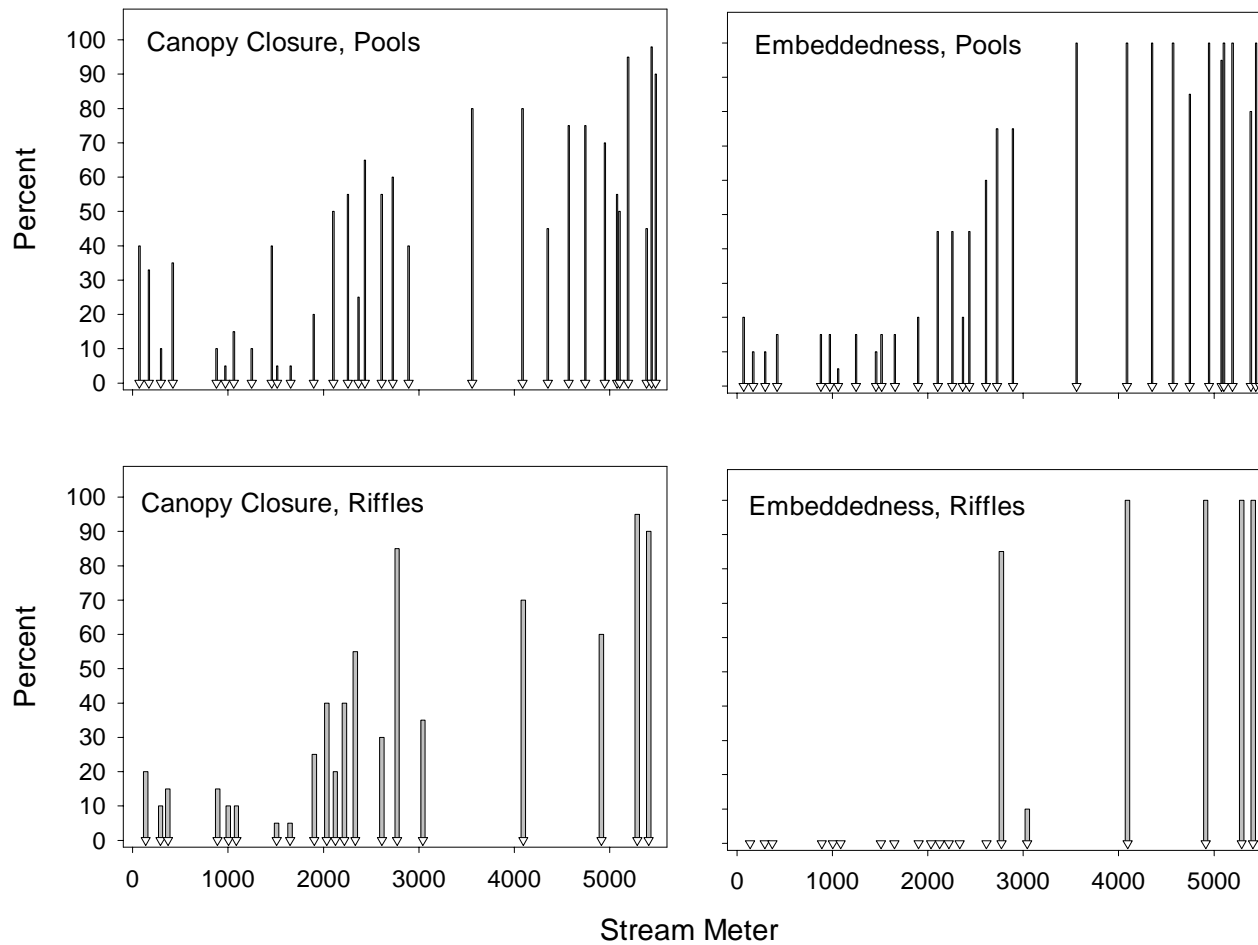 Canopy Closure, Pools
Embeddedness, Pools
Percent
100
90
80
70
60
50
40
30
20
10
0
Canopy Closure, Riffles
Embeddedness, Riffles
Percent
100
90
80
70
60
50
40
30
20
10
0
0 1000 2000 3000 4000 5000
0 1000 2000 3000 4000 5000
Stream Meter